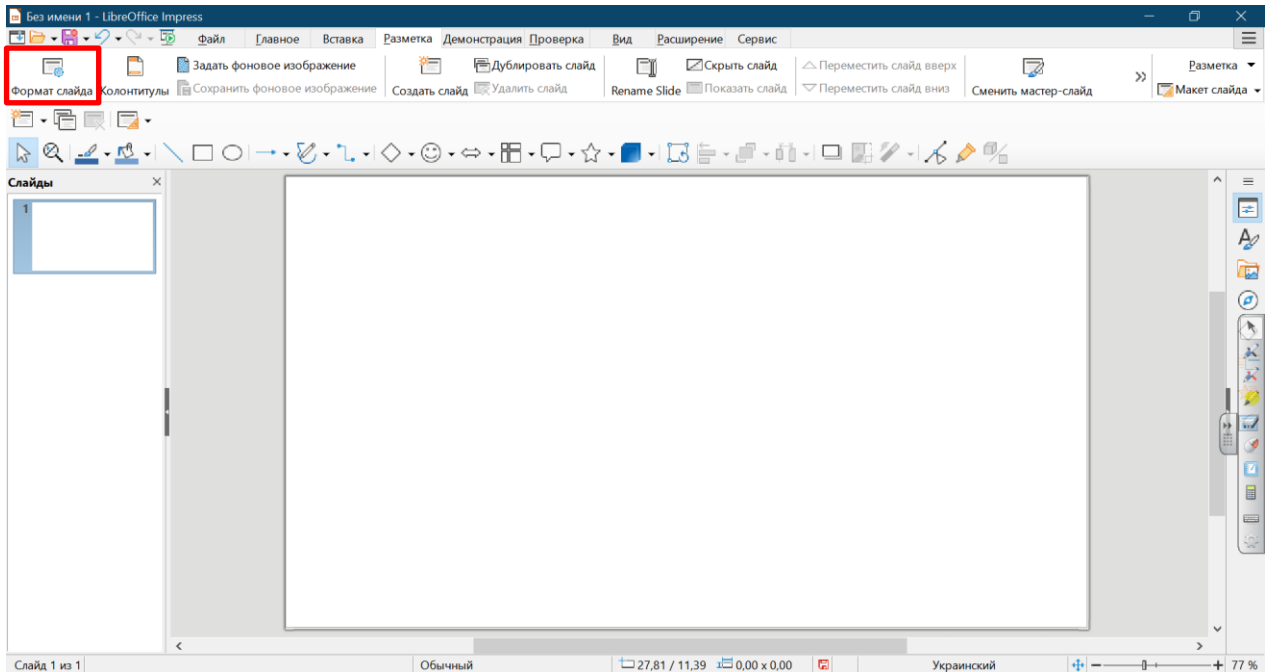 Без имени 1 - LibreOffice Impress
Файл Главное Вставка Разметка Демонстрация Проверка Вид Расширение Сервис
Задать фоновое изображение Дублировать слайд Скрыть слайд Переместить слайд вверх Разметка
Формат слайда Колонтитулы Сохранить фоновое изображение Создать слайд Удалить слайд Rename Slide Показать слайд Переместить слайд вниз Сменить мастер-слайд Макет слайда
Слайды
1
Слайд 1 из 1 Обычный 27,81 / 11,39 0,00 x 0,00 Украинский 77 %